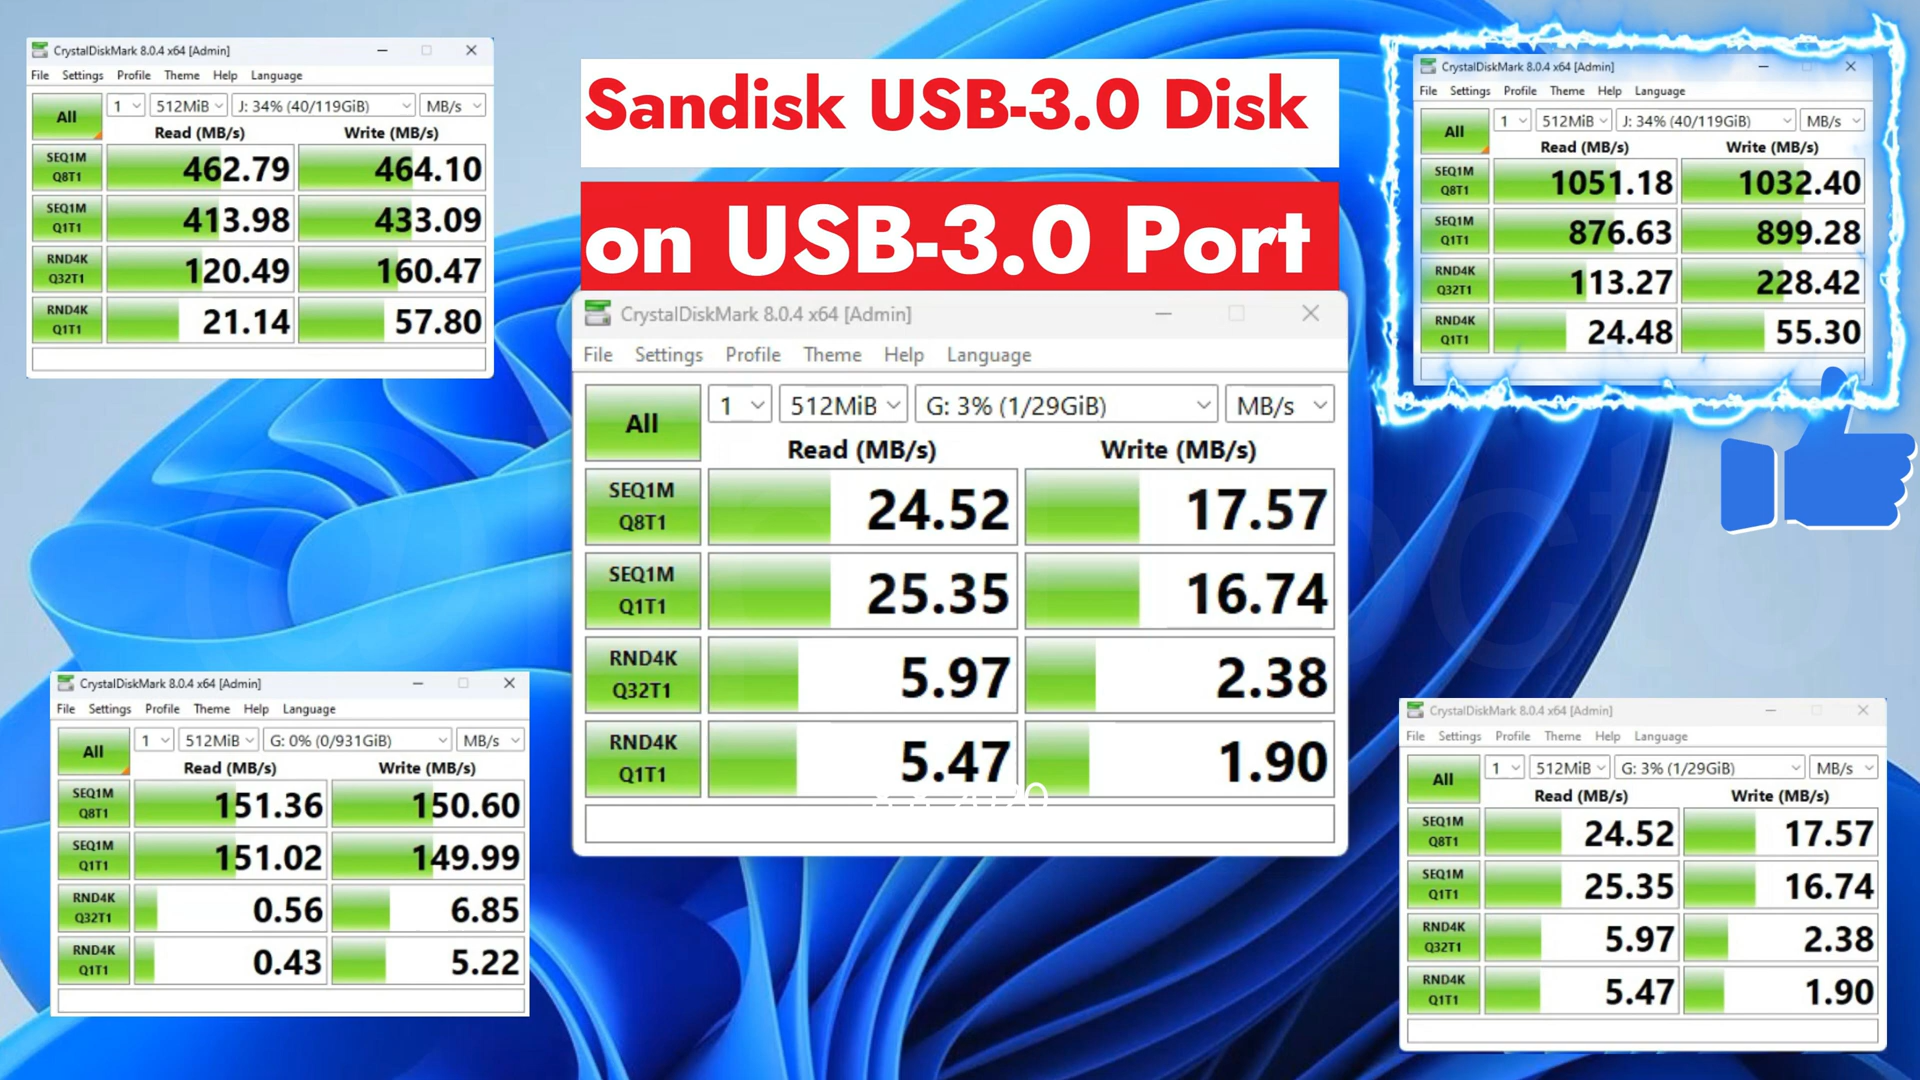 CrystalDiskMark 8.0.4 x64 [Admin]
File Settings Profile Theme Help Language
All 1 512MiB J: 34% (40/119GiB) MB/s
Read (MB/s) Write (MB/s)
SEQ1M Q8T1 462.79 464.10
SEQ1M Q1T1 413.98 433.09
RND4K Q32T1 120.49 160.47
RND4K Q1T1 21.14 57.80
Sandisk USB-3.0 Disk
on USB-3.0 Port
CrystalDiskMark 8.0.4 x64 [Admin]
File Settings Profile Theme Help Language
All 1 512MiB G: 3% (1/29GiB) MB/s
Read (MB/s) Write (MB/s)
SEQ1M Q8T1 24.52 17.57
SEQ1M Q1T1 25.35 16.74
RND4K Q32T1 5.97 2.38
RND4K Q1T1 5.47 1.90
CrystalDiskMark 8.0.4 x64 [Admin]
File Settings Profile Theme Help Language
All 1 512MiB J: 34% (40/119GiB) MB/s
Read (MB/s) Write (MB/s)
SEQ1M Q8T1 1051.18 1032.40
SEQ1M Q1T1 876.63 899.28
RND4K Q32T1 113.27 228.42
RND4K Q1T1 24.48 55.30
CrystalDiskMark 8.0.4 x64 [Admin]
File Settings Profile Theme Help Language
All 1 512MiB G: 0% (0/931GiB) MB/s
Read (MB/s) Write (MB/s)
SEQ1M Q8T1 151.36 150.60
SEQ1M Q1T1 151.02 149.99
RND4K Q32T1 0.56 6.85
RND4K Q1T1 0.43 5.22
CrystalDiskMark 8.0.4 x64 [Admin]
File Settings Profile Theme Help Language
All 1 512MiB G: 3% (1/29GiB) MB/s
Read (MB/s) Write (MB/s)
SEQ1M Q8T1 24.52 17.57
SEQ1M Q1T1 25.35 16.74
RND4K Q32T1 5.97 2.38
RND4K Q1T1 5.47 1.90